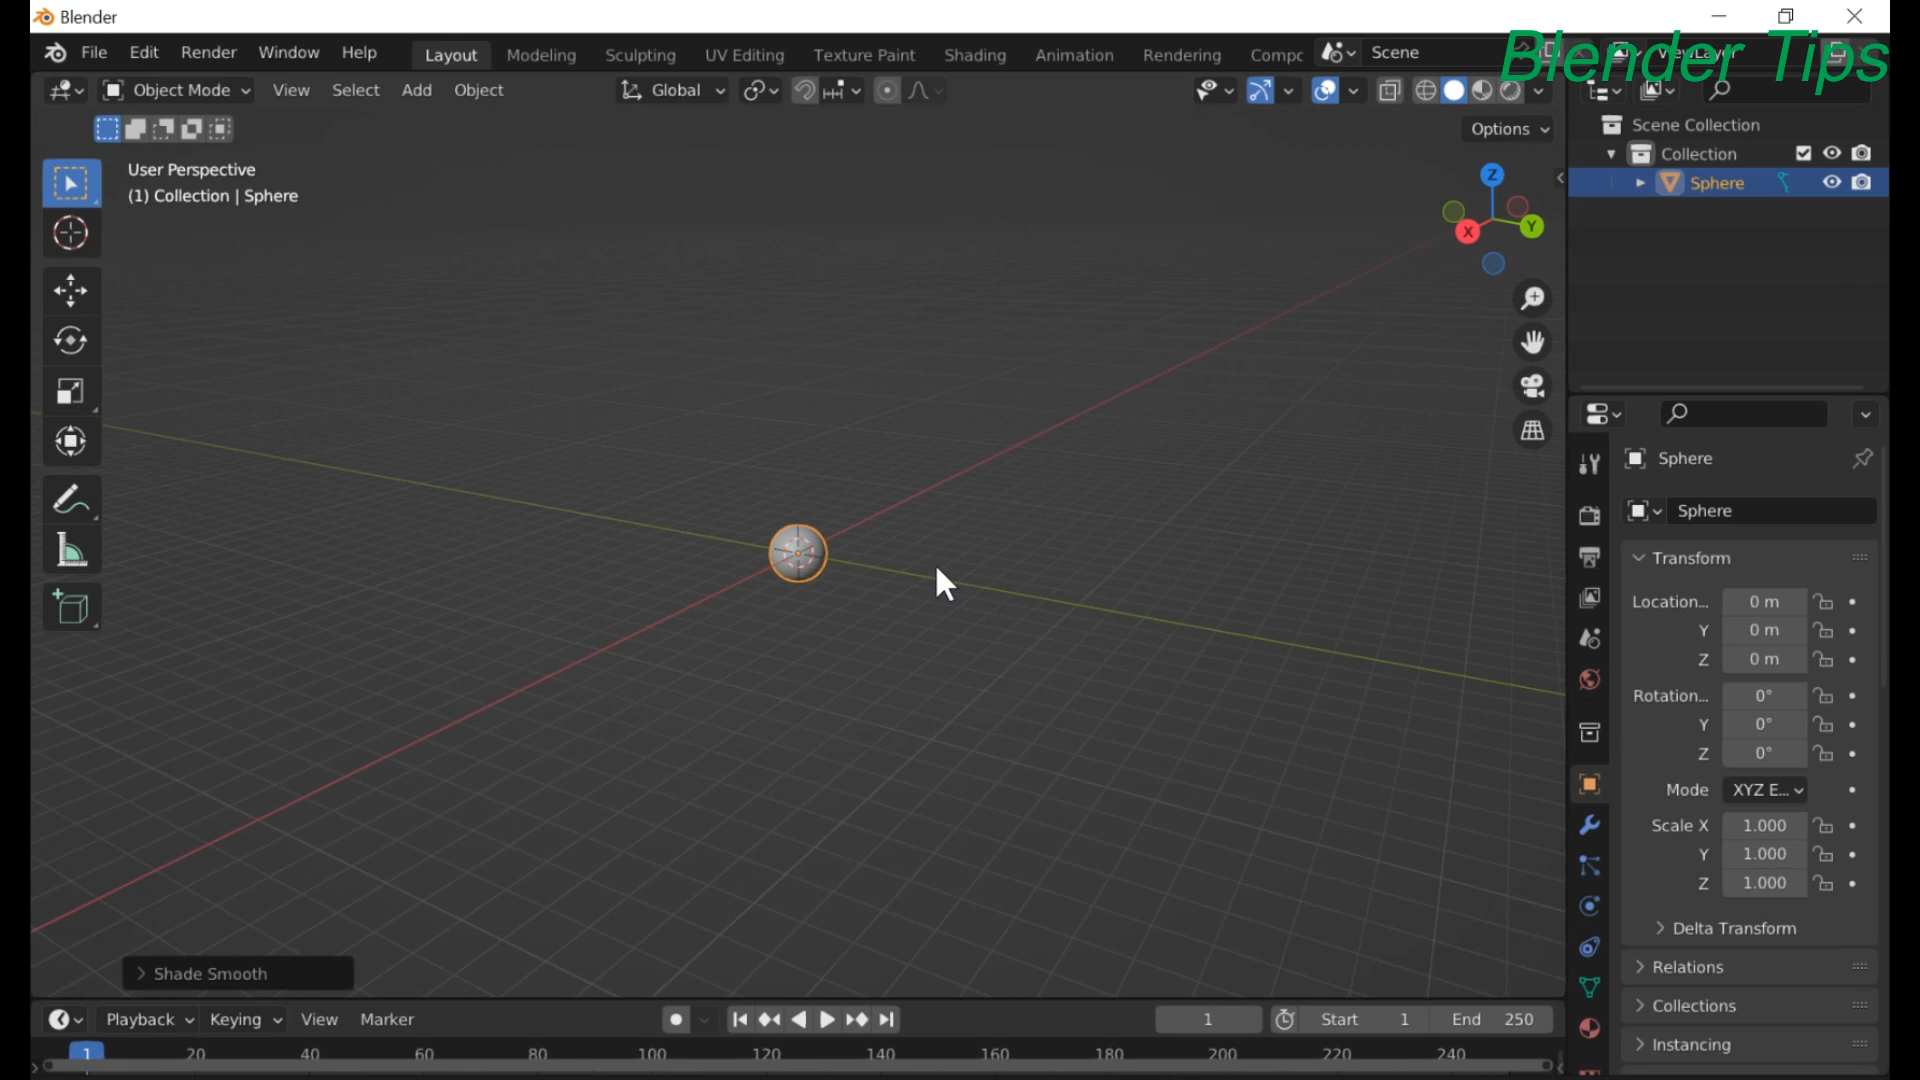 Blender
File Edit Render Window Help Layout Modeling Sculpting UV Editing Texture Paint Shading Animation Rendering Compc Scene ViewLayer
Blender Tips
Object Mode View Select Add Object Global
Options
User Perspective
(1) Collection | Sphere
Z
Y
X
Scene Collection
Collection
Sphere
Sphere
Sphere
Transform
Location... 0 m
Y 0 m
Z 0 m
Rotation... 0°
Y 0°
Z 0°
Mode XYZ E...
Scale X 1.000
Y 1.000
Z 1.000
Delta Transform
Relations
Collections
Instancing
Shade Smooth
Playback Keying View Marker 1 Start 1 End 250
1 20 40 60 80 100 120 140 160 180 200 220 240